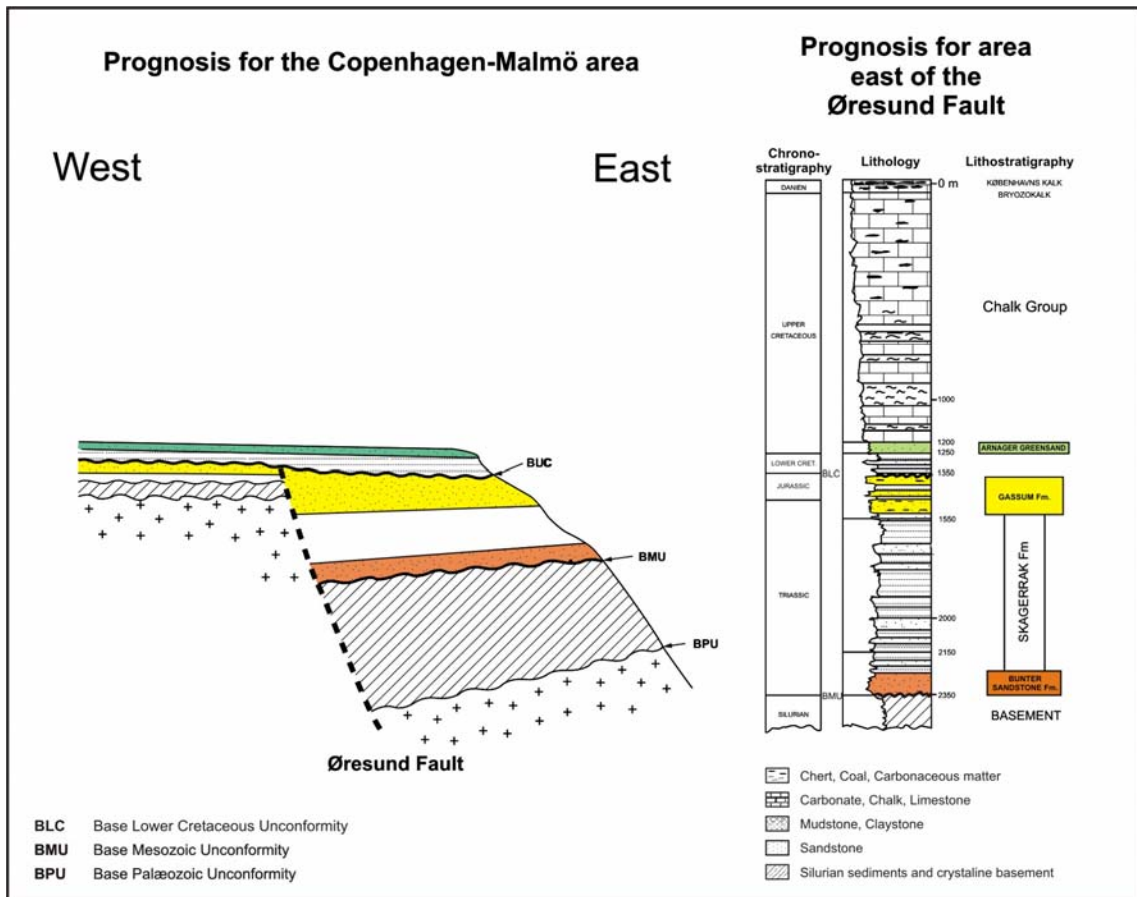 Prognosis for the Copenhagen-Malmö area
West
East
BUC
BMU
BPU
Øresund Fault
BLC Base Lower Cretaceous Unconformity
BMU Base Mesozoic Unconformity
BPU Base Palæozoic Unconformity
Prognosis for area
east of the
Øresund Fault
Chrono-
stratigraphy
Lithology
Lithostratigraphy
DANIEN
0 m
KØBENHAVNS KALK
BRYOZOKALK
UPPER
CRETACEOUS
Chalk Group
1000
1200
ARNAGER GREENSAND
1250
LOWER CRET.
BLC
1350
JURASSIC
GASSUM Fm.
1550
TRIASSIC
SKAGERRAK Fm
2000
2150
BUNTER
SANDSTONE Fm.
BMU
2350
SILURIAN
BASEMENT
Chert, Coal, Carbonaceous matter
Carbonate, Chalk, Limestone
Mudstone, Claystone
Sandstone
Silurian sediments and crystaline basement